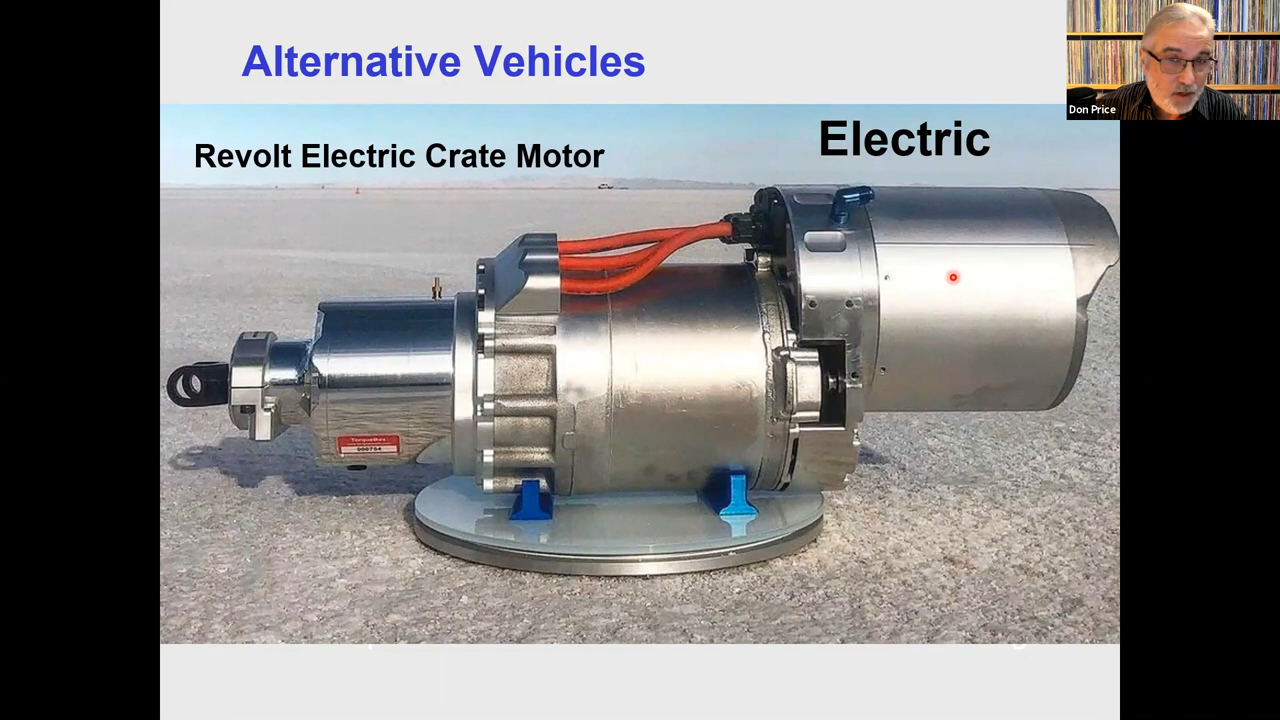 Alternative Vehicles
Revolt Electric Crate Motor
Electric
Don Price